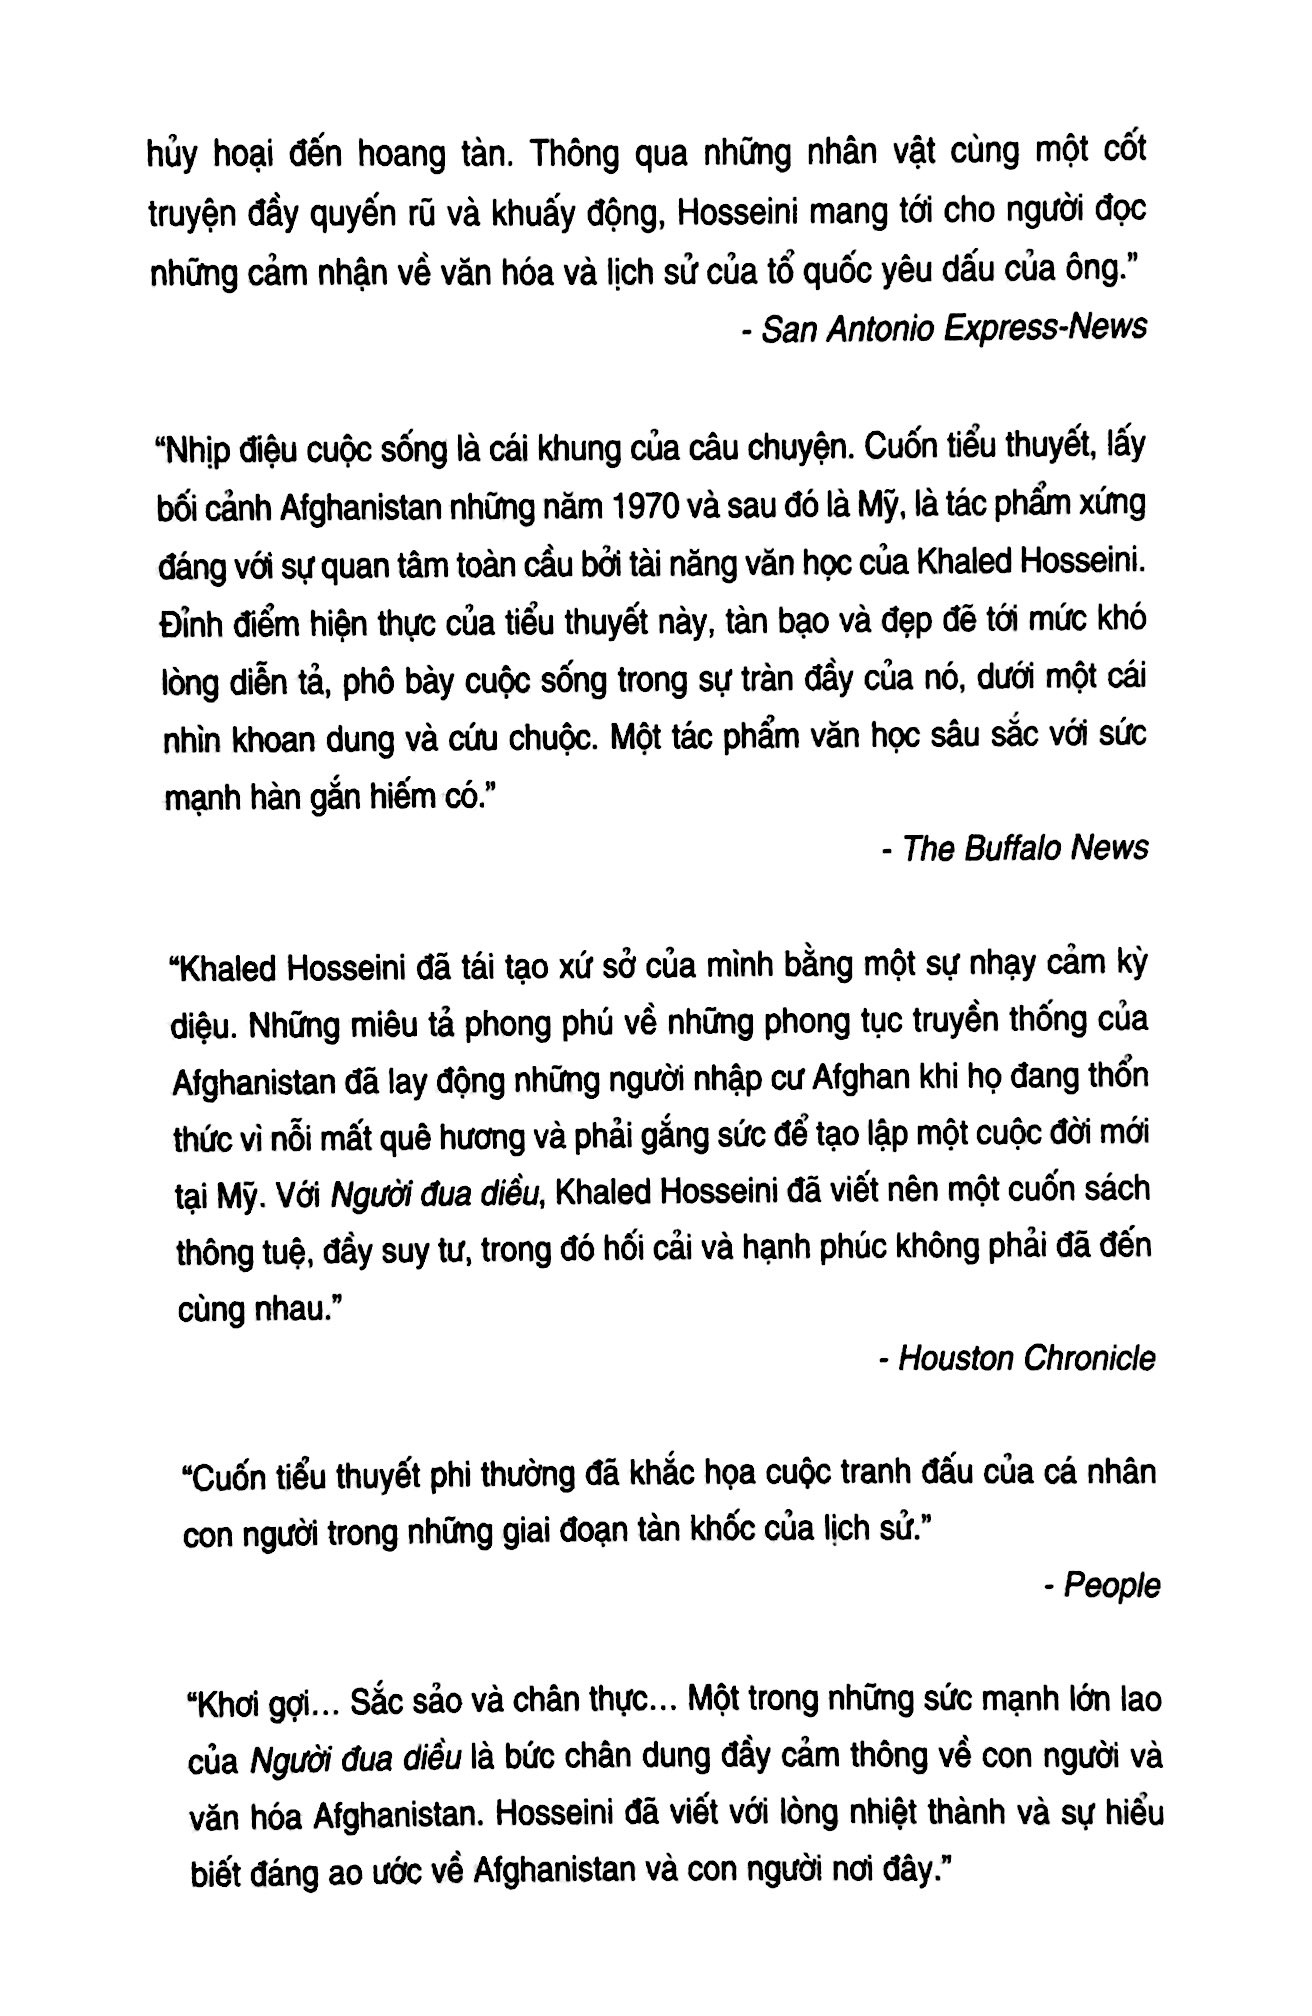 hủy hoại đến hoang tàn. Thông qua những nhân vật cùng một cốt
truyện đầy quyến rũ và khuấy động, Hosseini mang tới cho người đọc
những cảm nhận về văn hóa và lịch sử của tổ quốc yêu dấu của ông.”
- San Antonio Express-News
“Nhịp điệu cuộc sống là cái khung của câu chuyện. Cuốn tiểu thuyết, lấy
bối cảnh Afghanistan những năm 1970 và sau đó là Mỹ, là tác phẩm xứng
đáng với sự quan tâm toàn cầu bởi tài năng văn học của Khaled Hosseini.
Đỉnh điểm hiện thực của tiểu thuyết này, tàn bạo và đẹp đẽ tới mức khó
lòng diễn tả, phô bày cuộc sống trong sự tràn đầy của nó, dưới một cái
nhìn khoan dung và cứu chuộc. Một tác phẩm văn học sâu sắc với sức
mạnh hàn gắn hiếm có.”
- The Buffalo News
“Khaled Hosseini đã tái tạo xứ sở của mình bằng một sự nhạy cảm kỳ
diệu. Những miêu tả phong phú về những phong tục truyền thống của
Afghanistan đã lay động những người nhập cư Afghan khi họ đang thổn
thức vì nỗi mất quê hương và phải gắng sức để tạo lập một cuộc đời mới
tại Mỹ. Với Người đua diều, Khaled Hosseini đã viết nên một cuốn sách
thông tuệ, đầy suy tư, trong đó hối cải và hạnh phúc không phải đã đến
cùng nhau.”
- Houston Chronicle
“Cuốn tiểu thuyết phi thường đã khắc họa cuộc tranh đấu của cá nhân
con người trong những giai đoạn tàn khốc của lịch sử.”
- People
“Khơi gợi... Sắc sảo và chân thực... Một trong những sức mạnh lớn lao
của Người đua diều là bức chân dung đầy cảm thông về con người và
văn hóa Afghanistan. Hosseini đã viết với lòng nhiệt thành và sự hiểu
biết đáng ao ước về Afghanistan và con người nơi đây.”